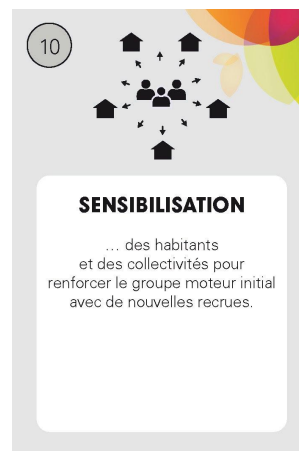 10
SENSIBILISATION
... des habitants
et des collectivités pour
renforcer le groupe moteur initial
avec de nouvelles recrues.